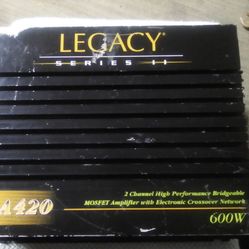 LEGACY®
SERIES II
A420
2 Channel High Performance Bridgeable
MOSFET Amplifier with Electronic Crossover Network
600W